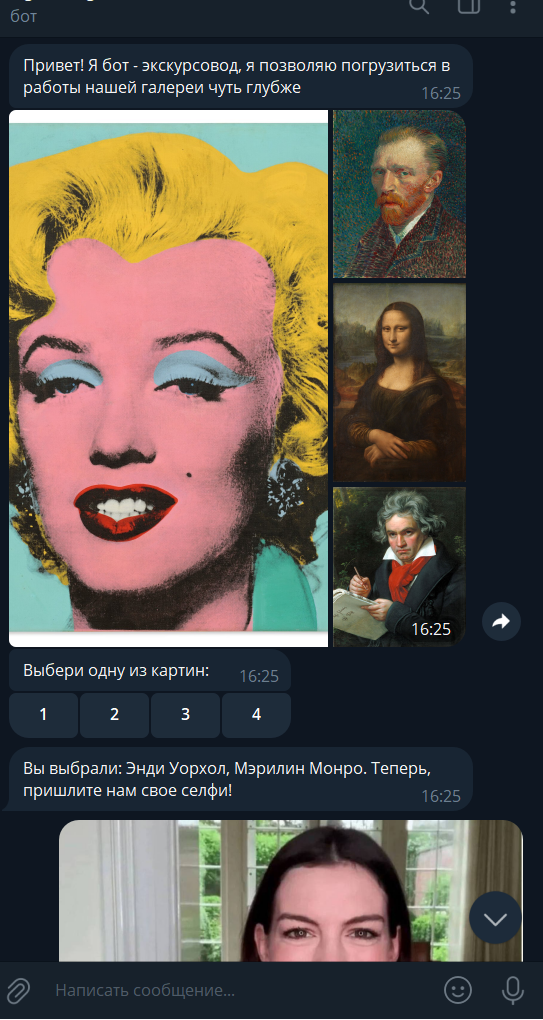 бот
Привет! Я бот - экскурсовод, я позволяю погрузиться в
работы нашей галереи чуть глубже
16:25
16:25
Выбери одну из картин:
16:25
1
2
3
4
Вы выбрали: Энди Уорхол, Мэрилин Монро. Теперь,
пришлите нам свое селфи!
16:25
Написать сообщение...